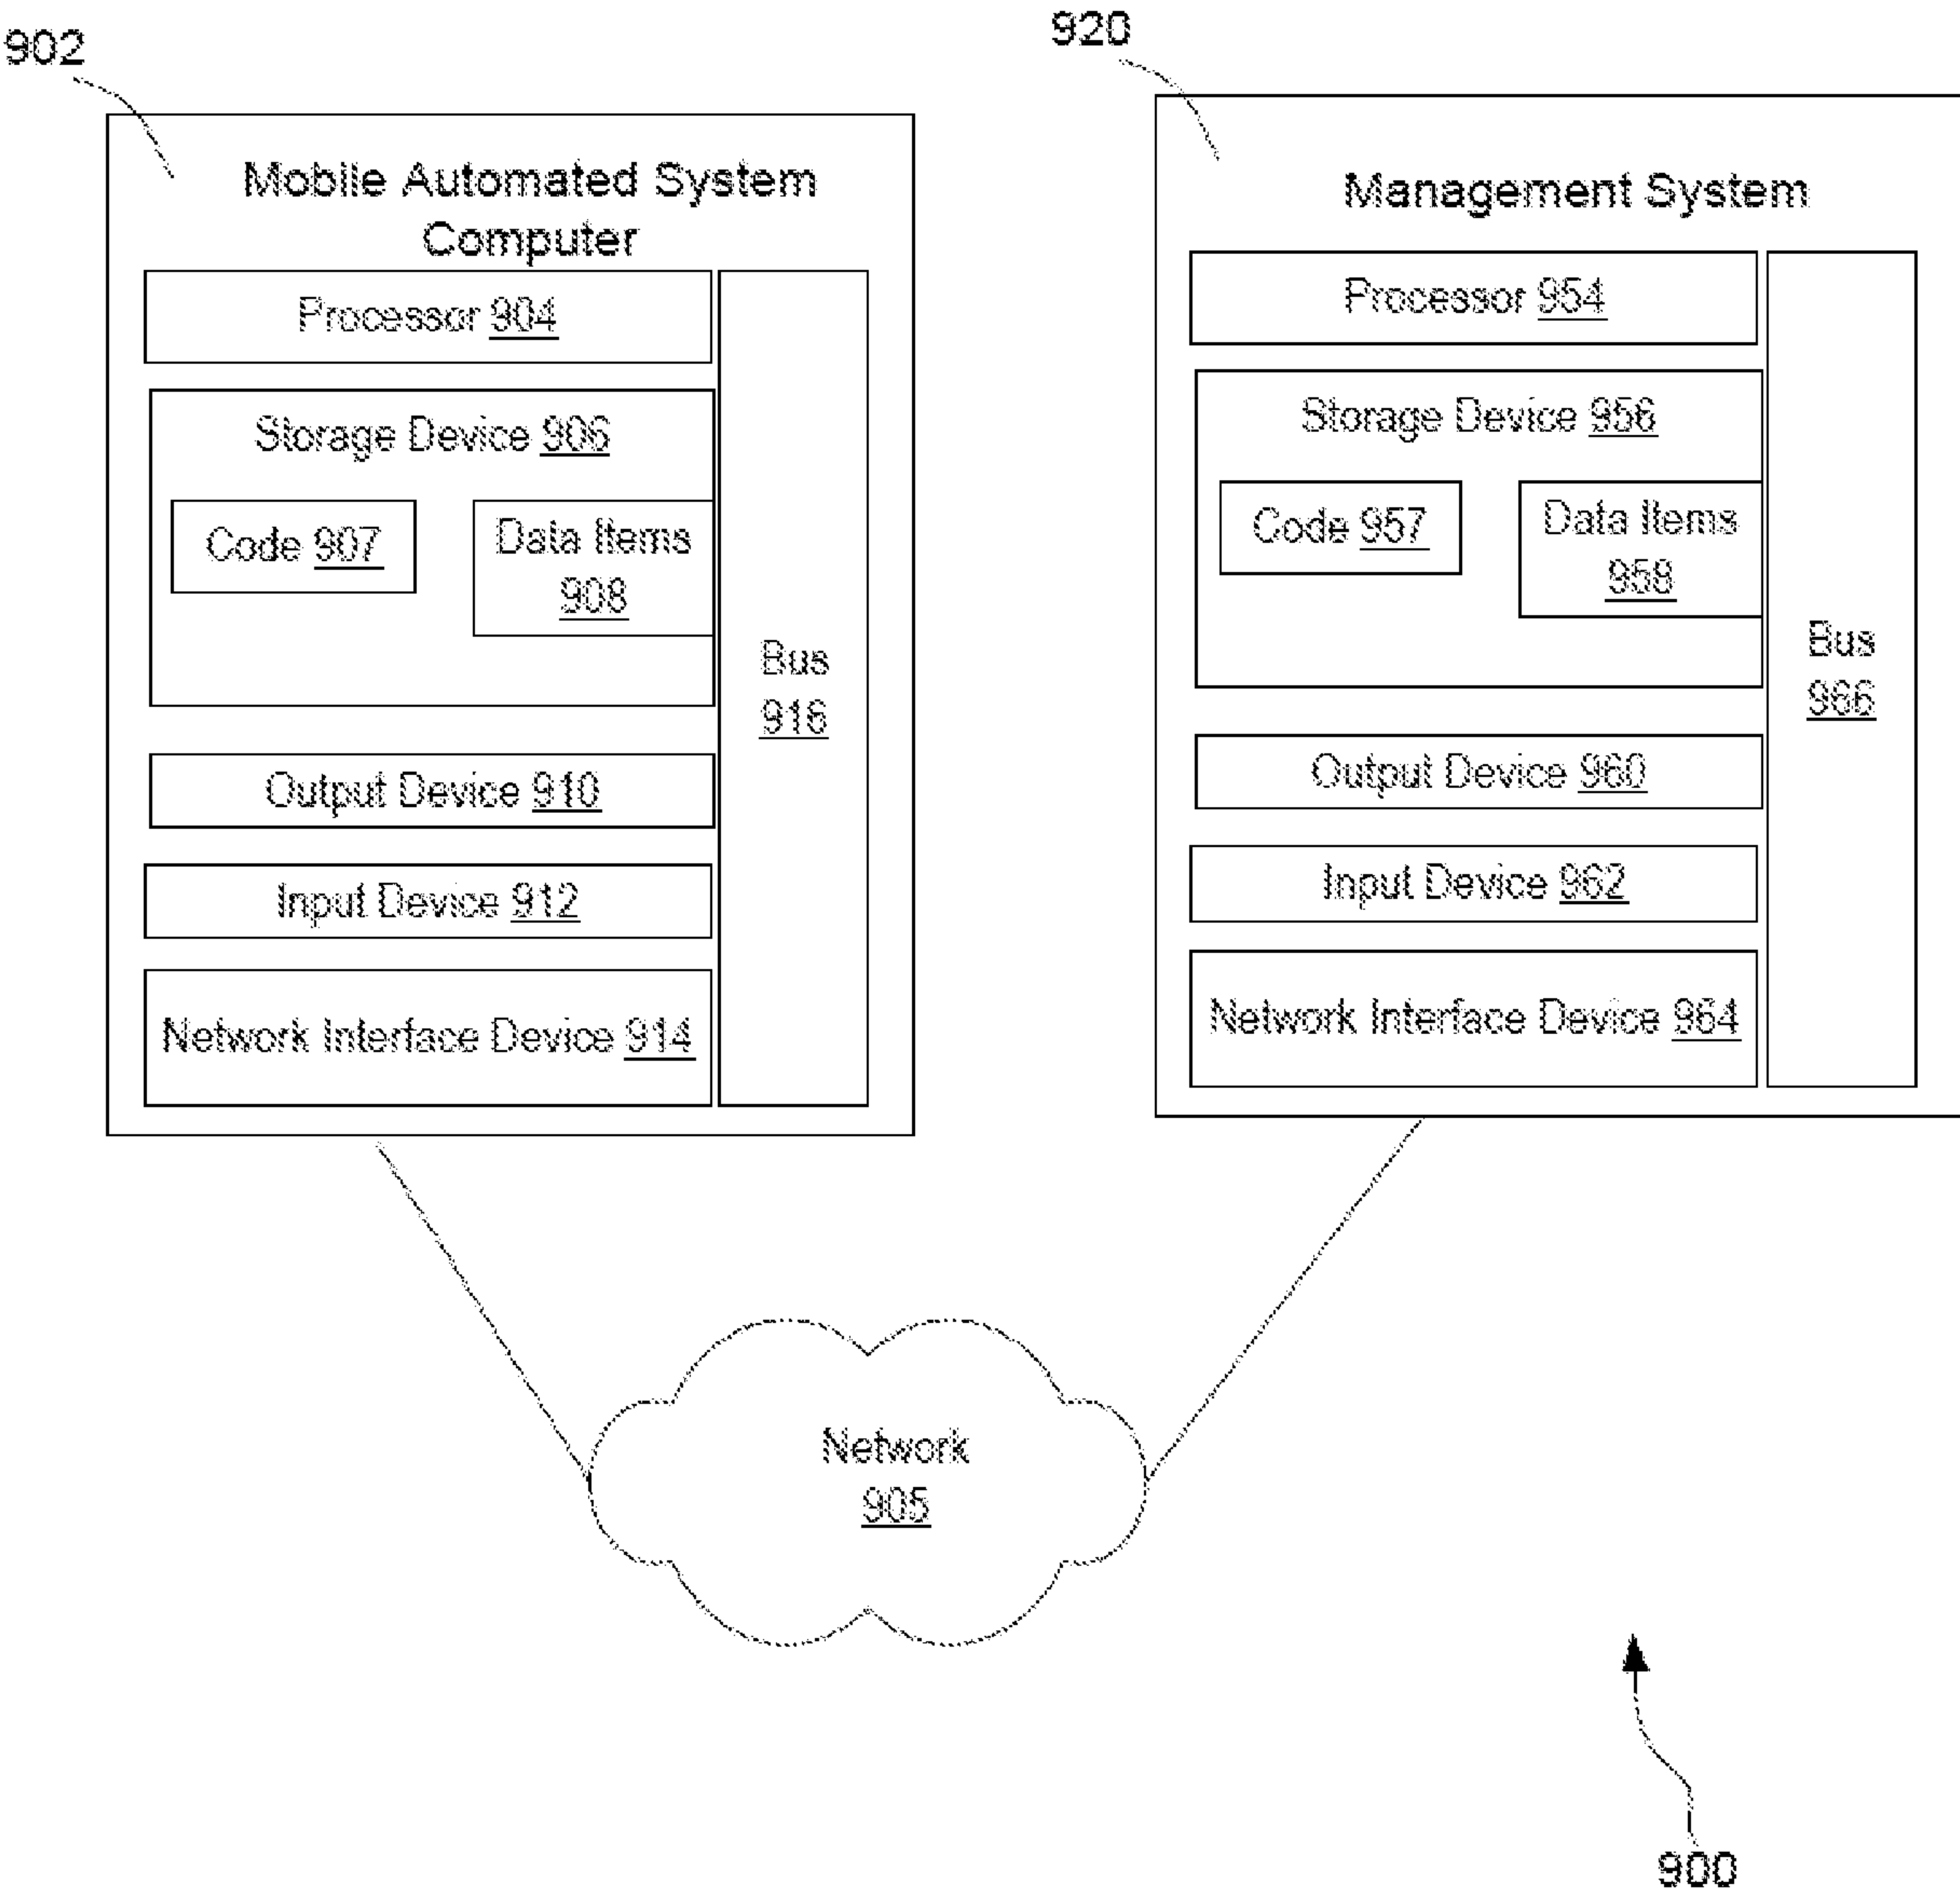 902
Mobile Automated System
Computer
Processor 904
Storage Device 906
Code 907
Data Items
908
Output Device 910
Input Device 912
Network Interface Device 914
Bus
916
920
Management System
Processor 954
Storage Device 956
Code 957
Data Items
958
Output Device 960
Input Device 962
Network Interface Device 964
Bus
966
Network
905
900